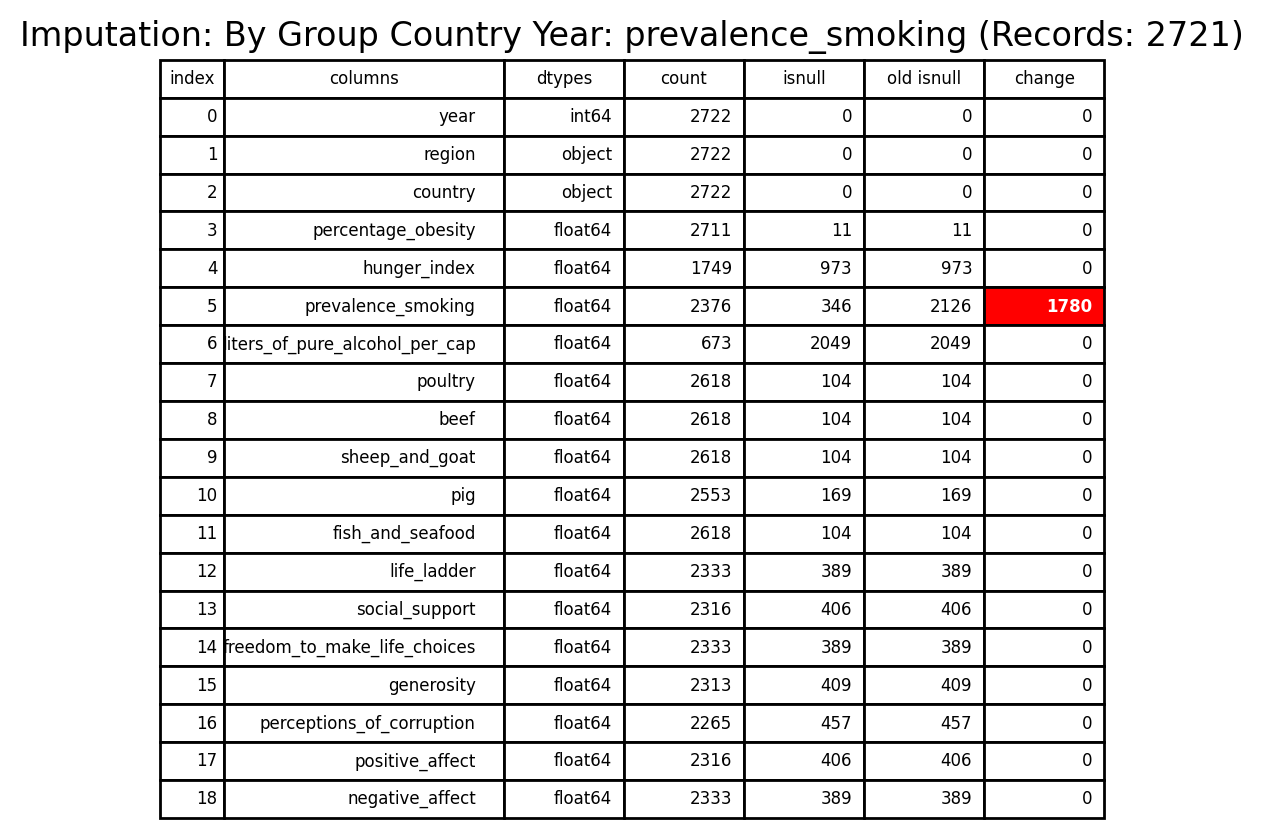 Imputation: By Group Country Year: prevalence_smoking (Records: 2721)
index columns dtypes count isnull old isnull change
0 year int64 2722 0 0 0
1 region object 2722 0 0 0
2 country object 2722 0 0 0
3 percentage_obesity float64 2711 11 11 0
4 hunger_index float64 1749 973 973 0
5 prevalence_smoking float64 2376 346 2126 1780
6 iters_of_pure_alcohol_per_cap float64 673 2049 2049 0
7 poultry float64 2618 104 104 0
8 beef float64 2618 104 104 0
9 sheep_and_goat float64 2618 104 104 0
10 pig float64 2553 169 169 0
11 fish_and_seafood float64 2618 104 104 0
12 life_ladder float64 2333 389 389 0
13 social_support float64 2316 406 406 0
14 freedom_to_make_life_choices float64 2333 389 389 0
15 generosity float64 2313 409 409 0
16 perceptions_of_corruption float64 2265 457 457 0
17 positive_affect float64 2316 406 406 0
18 negative_affect float64 2333 389 389 0